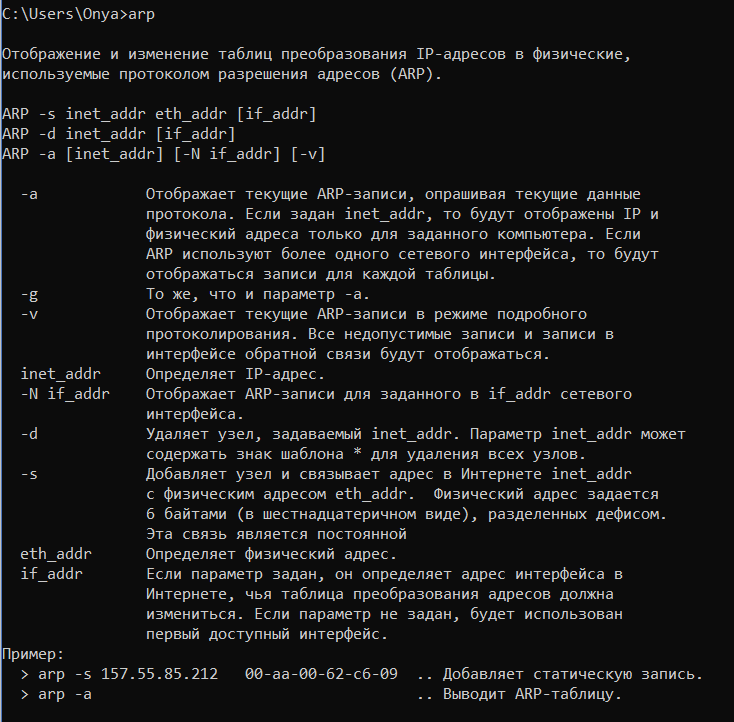 C:\Users\Onya>arp
Отображение и изменение таблиц преобразования IP-адресов в физические,
используемые протоколом разрешения адресов (ARP).
ARP -s inet_addr eth_addr [if_addr]
ARP -d inet_addr [if_addr]
ARP -a [inet_addr] [-N if_addr] [-v]
-a Отображает текущие ARP-записи, опрашивая текущие данные
протокола. Если задан inet_addr, то будут отображены IP и
физический адреса только для заданного компьютера. Если
ARP используют более одного сетевого интерфейса, то будут
отображаться записи для каждой таблицы.
-g То же, что и параметр -a.
-v Отображает текущие ARP-записи в режиме подробного
протоколирования. Все недопустимые записи и записи в
интерфейсе обратной связи будут отображаться.
inet_addr Определяет IP-адрес.
-N if_addr Отображает ARP-записи для заданного в if_addr сетевого
интерфейса.
-d Удаляет узел, задаваемый inet_addr. Параметр inet_addr может
содержать знак шаблона * для удаления всех узлов.
-s Добавляет узел и связывает адрес в Интернете inet_addr
с физическим адресом eth_addr.  Физический адрес задается
6 байтами (в шестнадцатеричном виде), разделенных дефисом.
Эта связь является постоянной
eth_addr Определяет физический адрес.
if_addr Если параметр задан, он определяет адрес интерфейса в
Интернете, чья таблица преобразования адресов должна
измениться. Если параметр не задан, будет использован
первый доступный интерфейс.
Пример:
> arp -s 157.55.85.212   00-aa-00-62-c6-09  .. Добавляет статическую запись.
> arp -a                                    .. Выводит ARP-таблицу.